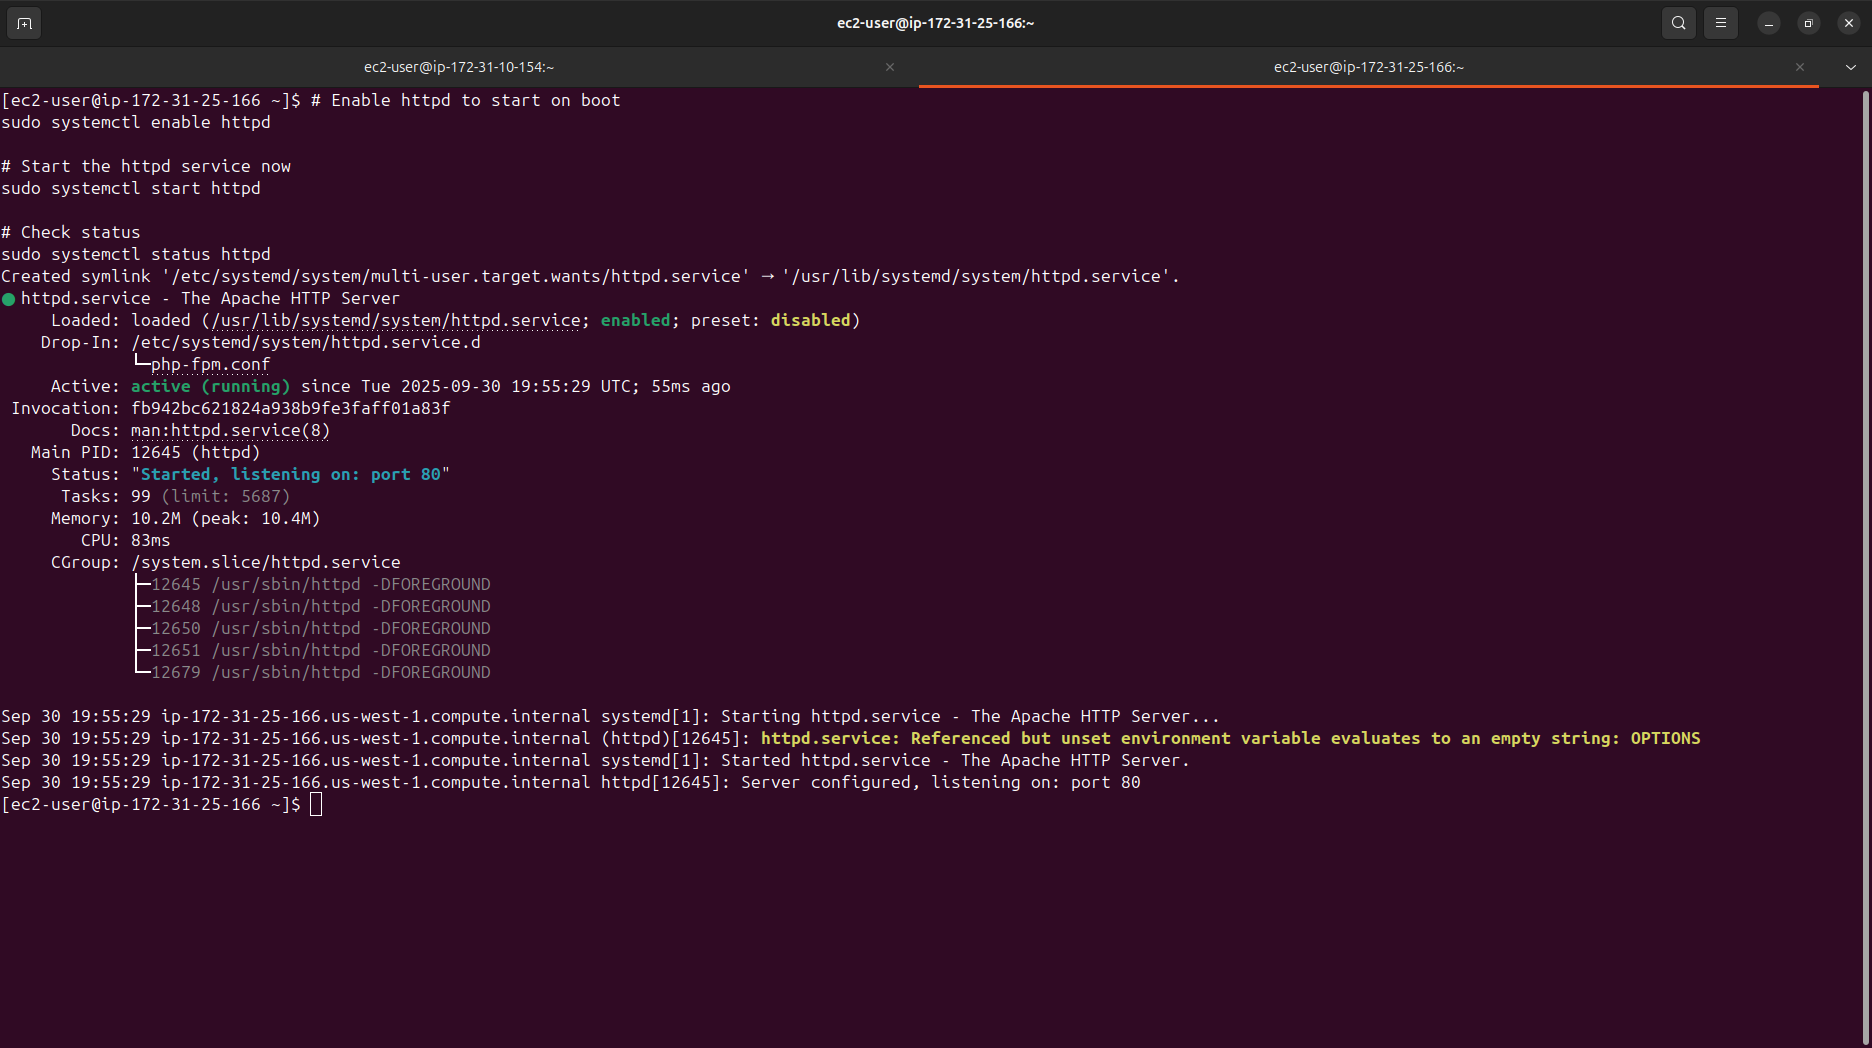 ec2-user@ip-172-31-25-166:~
ec2-user@ip-172-31-10-154:~
ec2-user@ip-172-31-25-166:~
[ec2-user@ip-172-31-25-166 ~]$ # Enable httpd to start on boot
sudo systemctl enable httpd
# Start the httpd service now
sudo systemctl start httpd
# Check status
sudo systemctl status httpd
Created symlink '/etc/systemd/system/multi-user.target.wants/httpd.service' → '/usr/lib/systemd/system/httpd.service'.
● httpd.service - The Apache HTTP Server
Loaded: loaded (/usr/lib/systemd/system/httpd.service; enabled; preset: disabled)
Drop-In: /etc/systemd/system/httpd.service.d
└─php-fpm.conf
Active: active (running) since Tue 2025-09-30 19:55:29 UTC; 55ms ago
Invocation: fb942bc621824a938b9fe3faff01a83f
Docs: man:httpd.service(8)
Main PID: 12645 (httpd)
Status: "Started, listening on: port 80"
Tasks: 99 (limit: 5687)
Memory: 10.2M (peak: 10.4M)
CPU: 83ms
CGroup: /system.slice/httpd.service
├─12645 /usr/sbin/httpd -DFOREGROUND
├─12648 /usr/sbin/httpd -DFOREGROUND
├─12650 /usr/sbin/httpd -DFOREGROUND
├─12651 /usr/sbin/httpd -DFOREGROUND
└─12679 /usr/sbin/httpd -DFOREGROUND
Sep 30 19:55:29 ip-172-31-25-166.us-west-1.compute.internal systemd[1]: Starting httpd.service - The Apache HTTP Server...
Sep 30 19:55:29 ip-172-31-25-166.us-west-1.compute.internal (httpd)[12645]: httpd.service: Referenced but unset environment variable evaluates to an empty string: OPTIONS
Sep 30 19:55:29 ip-172-31-25-166.us-west-1.compute.internal systemd[1]: Started httpd.service - The Apache HTTP Server.
Sep 30 19:55:29 ip-172-31-25-166.us-west-1.compute.internal httpd[12645]: Server configured, listening on: port 80
[ec2-user@ip-172-31-25-166 ~]$